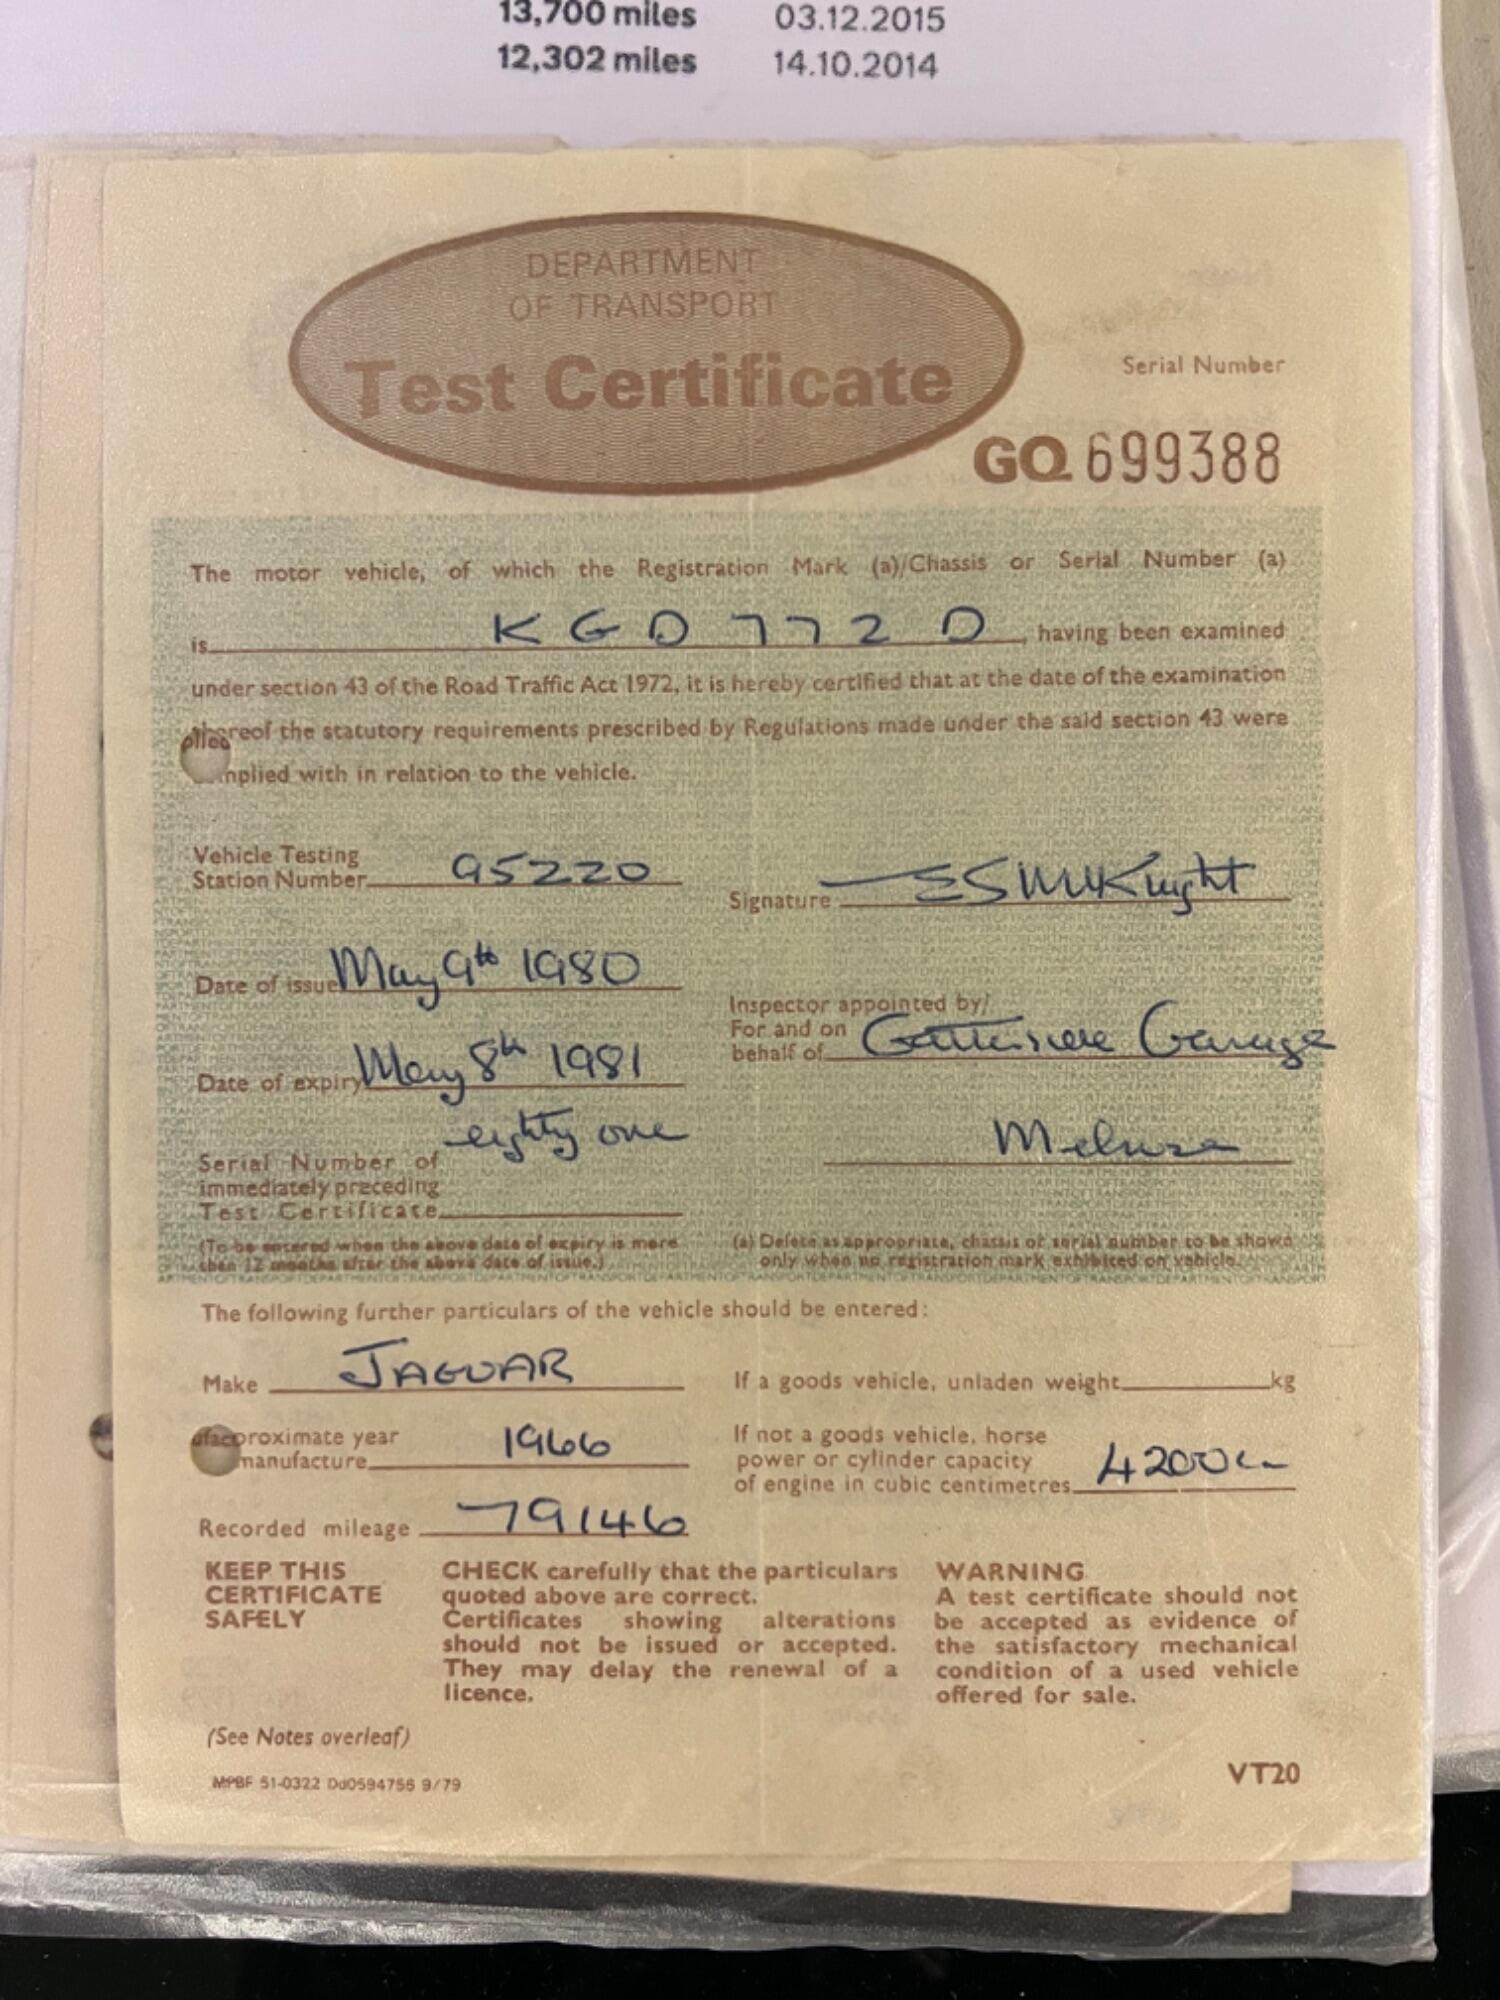 13,700 miles 03.12.2015
12,302 miles 14.10.2014
DEPARTMENT
OF TRANSPORT
Test Certificate
Serial Number
GQ 699388
The motor vehicle, of which the Registration Mark (a)/Chassis or Serial Number (a)
is KGD 772D, having been examined
under section 43 of the Road Traffic Act 1972, it is hereby certified that at the date of the examination
thereof the statutory requirements prescribed by Regulations made under the said section 43 were
mplied with in relation to the vehicle.
Vehicle Testing
Station Number 95220
Signature ESMcKnight
Date of issue May 9th 1980
Inspector appointed by/
For and on
behalf of Garage
Date of expiry May 8th 1981
eighty one
Serial Number of
immediately preceding
Test Certificate
(To be entered when the above date of expiry is more
than 12 months after the above date of issue.)
(a) Delete as appropriate, chassis or serial number to be shown
only when no registration mark exhibited on vehicle.
The following further particulars of the vehicle should be entered:
Make JAGUAR
If a goods vehicle, unladen weight kg
proximate year
manufacture 1966
If not a goods vehicle, horse
power or cylinder capacity
of engine in cubic centimetres 4200cc
Recorded mileage 79146
KEEP THIS
CERTIFICATE
SAFELY
CHECK carefully that the particulars
quoted above are correct.
Certificates showing alterations
should not be issued or accepted.
They may delay the renewal of a
licence.
WARNING
A test certificate should not
be accepted as evidence of
the satisfactory mechanical
condition of a used vehicle
offered for sale.
(See Notes overleaf)
MPBF 51-0322 Dd0594756 9/79
VT20